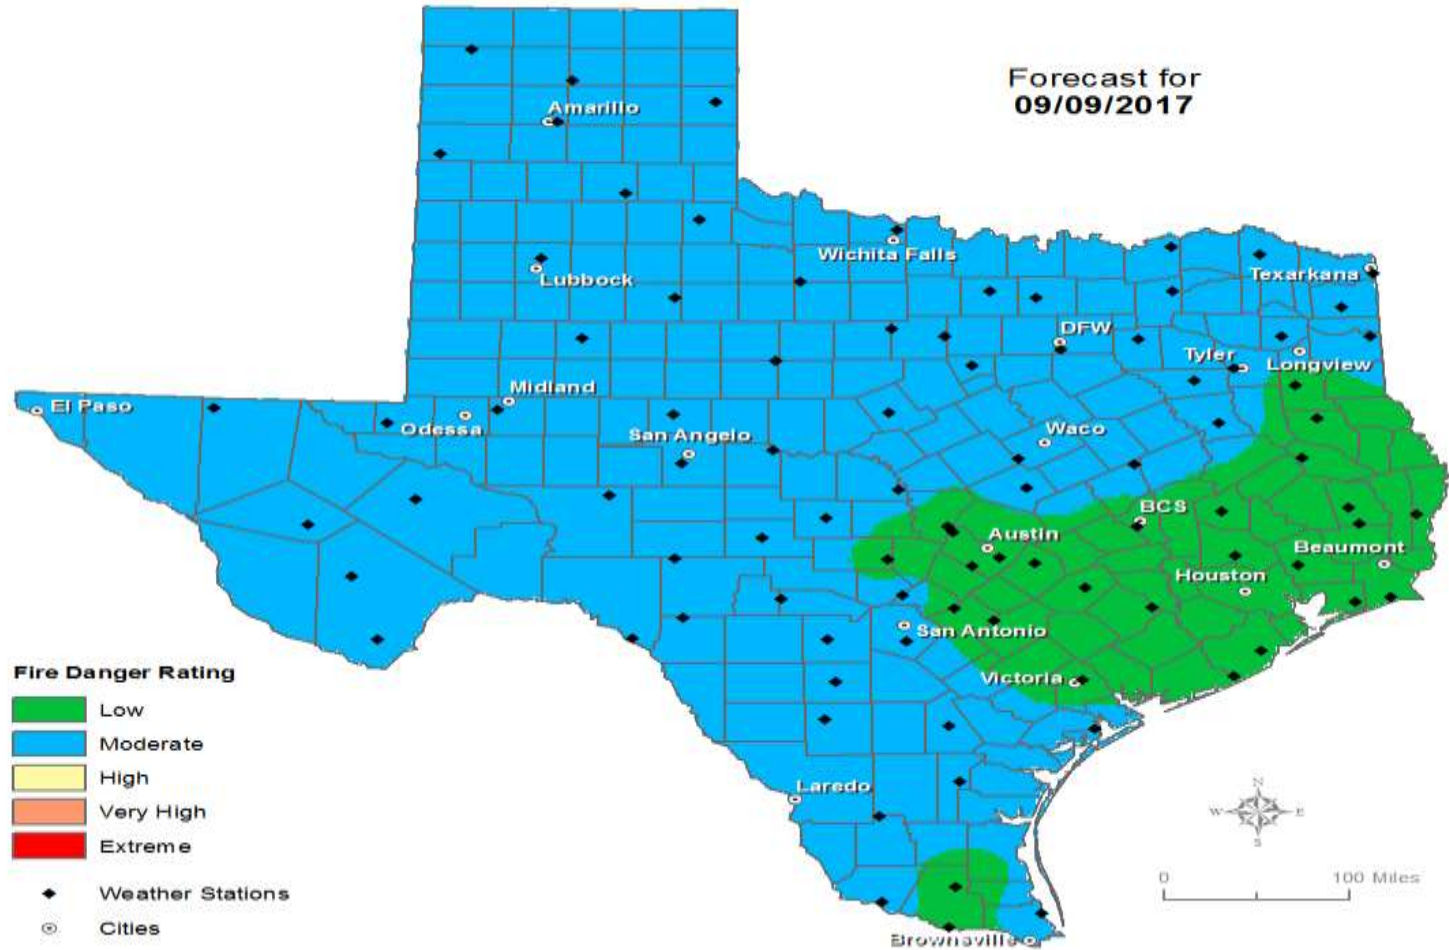 Forecast for
09/09/2017
Amarillo
Wichita Falls
Lubbock
Texarkana
DFW
Tyler
Longview
Midland
El Paso
Odessa
San Angelo
Waco
BCS
Austin
Beaumont
Houston
San Antonio
Victoria
Laredo
Brownsville
Fire Danger Rating
Low
Moderate
High
Very High
Extreme
Weather Stations
Cities
N
W
E
S
0
100 Miles